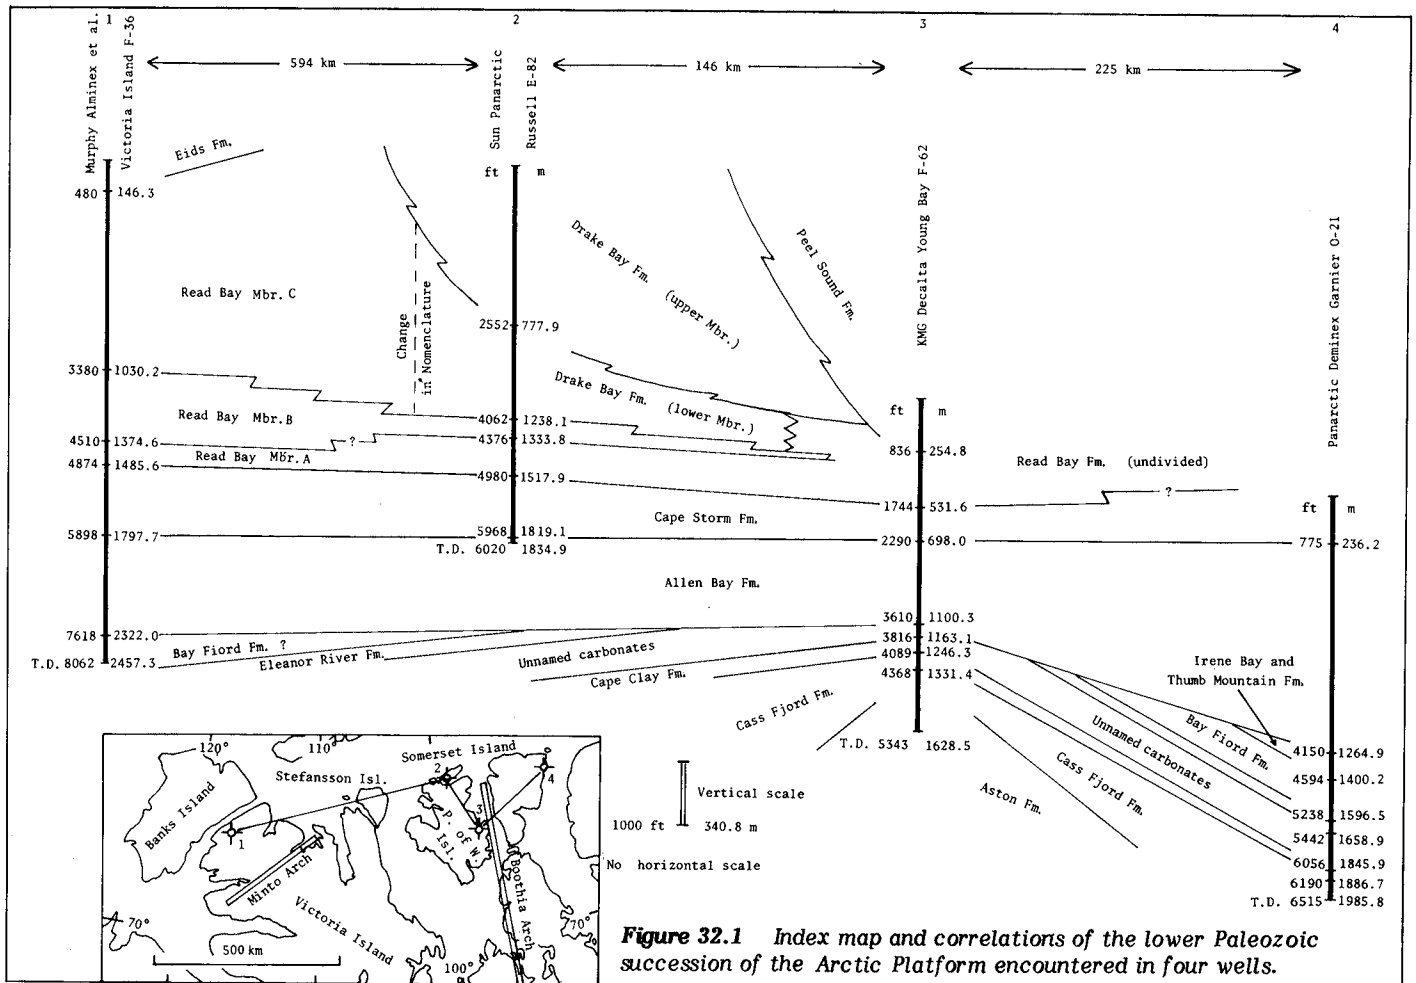 1
2
3
4
Murphy Alminex et al.
Victoria Island F-36
594 km
Sun Panarctic
Russell E-82
146 km
225 km
KMG Decalta Young Bay F-62
Panarctic Deminex Garnier O-21
Eids Fm.
ft m
480 146.3
Read Bay Mbr. C
Change
in Nomenclature
2552 777.9
Drake Bay Fm. (upper Mbr.)
Peel Sound Fm.
3380 1030.2
Read Bay Mbr. B
4062 1238.1
Drake Bay Fm. (lower Mbr.)
ft m
4510 1374.6
?
4376 1333.8
836 254.8
Read Bay Fm. (undivided)
4874 1485.6
Read Bay Mbr. A
4980 1517.9
1744 531.6
?
ft m
Cape Storm Fm.
5898 1797.7
5968 1819.1
T.D. 6020 1834.9
2290 698.0
775 236.2
Allen Bay Fm.
3610 1100.3
7618 2322.0
Bay Fiord Fm. ?
3816 1163.1
T.D. 8062 2457.3
Eleanor River Fm.
Unnamed carbonates
4089 1246.3
Cape Clay Fm.
4368 1331.4
Irene Bay and
Thumb Mountain Fm.
Cass Fjord Fm.
T.D. 5343 1628.5
Bay Fiord Fm.
4150 1264.9
Unnamed carbonates
4594 1400.2
Cass Fjord Fm.
5238 1596.5
Aston Fm.
5442 1658.9
6056 1845.9
6190 1886.7
T.D. 6515 1985.8
Vertical scale
1000 ft 340.8 m
No horizontal scale
120°
110°
Somerset Island
Stefansson Isl.
2
4
Banks Island
1
3
P. of W.
Isl.
Minto Arch
Boothia Arch
Victoria Island
70°
70°
500 km
100°
Figure 32.1 Index map and correlations of the lower Paleozoic
succession of the Arctic Platform encountered in four wells.